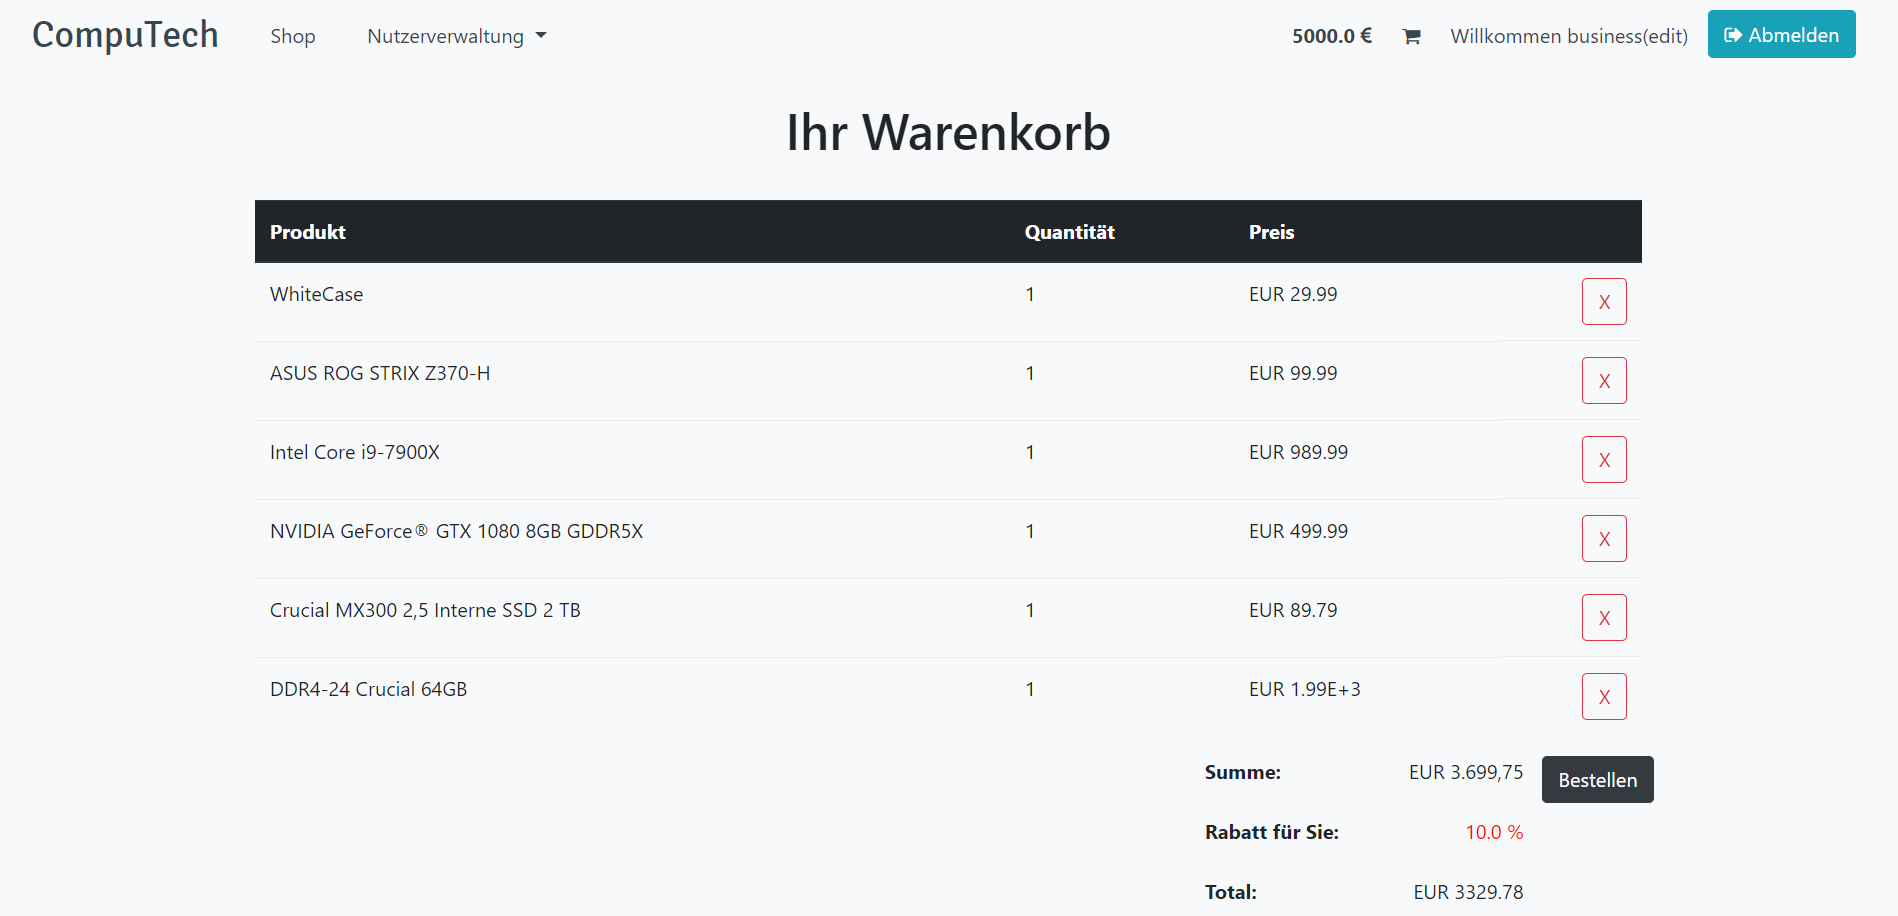 CompuTech Shop Nutzerverwaltung 5000.0 € Willkommen business(edit) Abmelden
Ihr Warenkorb
Produkt Quantität Preis
WhiteCase 1 EUR 29.99 X
ASUS ROG STRIX Z370-H 1 EUR 99.99 X
Intel Core i9-7900X 1 EUR 989.99 X
NVIDIA GeForce® GTX 1080 8GB GDDR5X 1 EUR 499.99 X
Crucial MX300 2,5 Interne SSD 2 TB 1 EUR 89.79 X
DDR4-24 Crucial 64GB 1 EUR 1.99E+3 X
Summe: EUR 3.699,75 Bestellen
Rabatt für Sie: 10.0 %
Total: EUR 3329.78